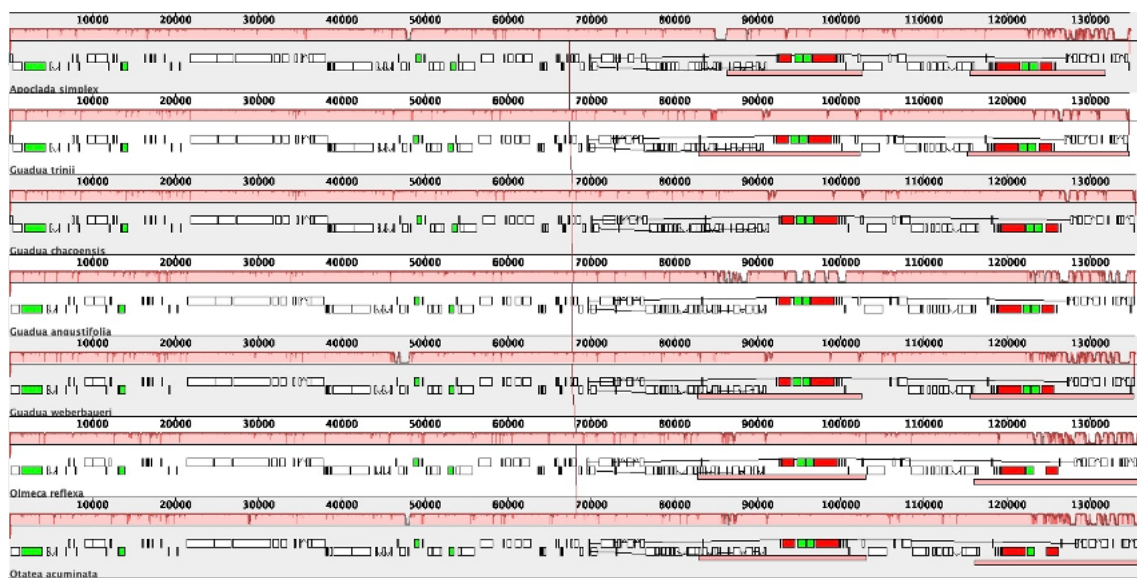 10000 20000 30000 40000 50000 60000 70000 80000 90000 100000 110000 120000 130000
Apoclada simplex
10000 20000 30000 40000 50000 60000 70000 80000 90000 100000 110000 120000 130000
Guadua trinii
10000 20000 30000 40000 50000 60000 70000 80000 90000 100000 110000 120000 130000
Guadua chacoensis
10000 20000 30000 40000 50000 60000 70000 80000 90000 100000 110000 120000 130000
Guadua angustifolia
10000 20000 30000 40000 50000 60000 70000 80000 90000 100000 110000 120000 130000
Guadua weberbaueri
10000 20000 30000 40000 50000 60000 70000 80000 90000 100000 110000 120000 130000
Olmeca reflexa
10000 20000 30000 40000 50000 60000 70000 80000 90000 100000 110000 120000 130000
Otatea acuminata